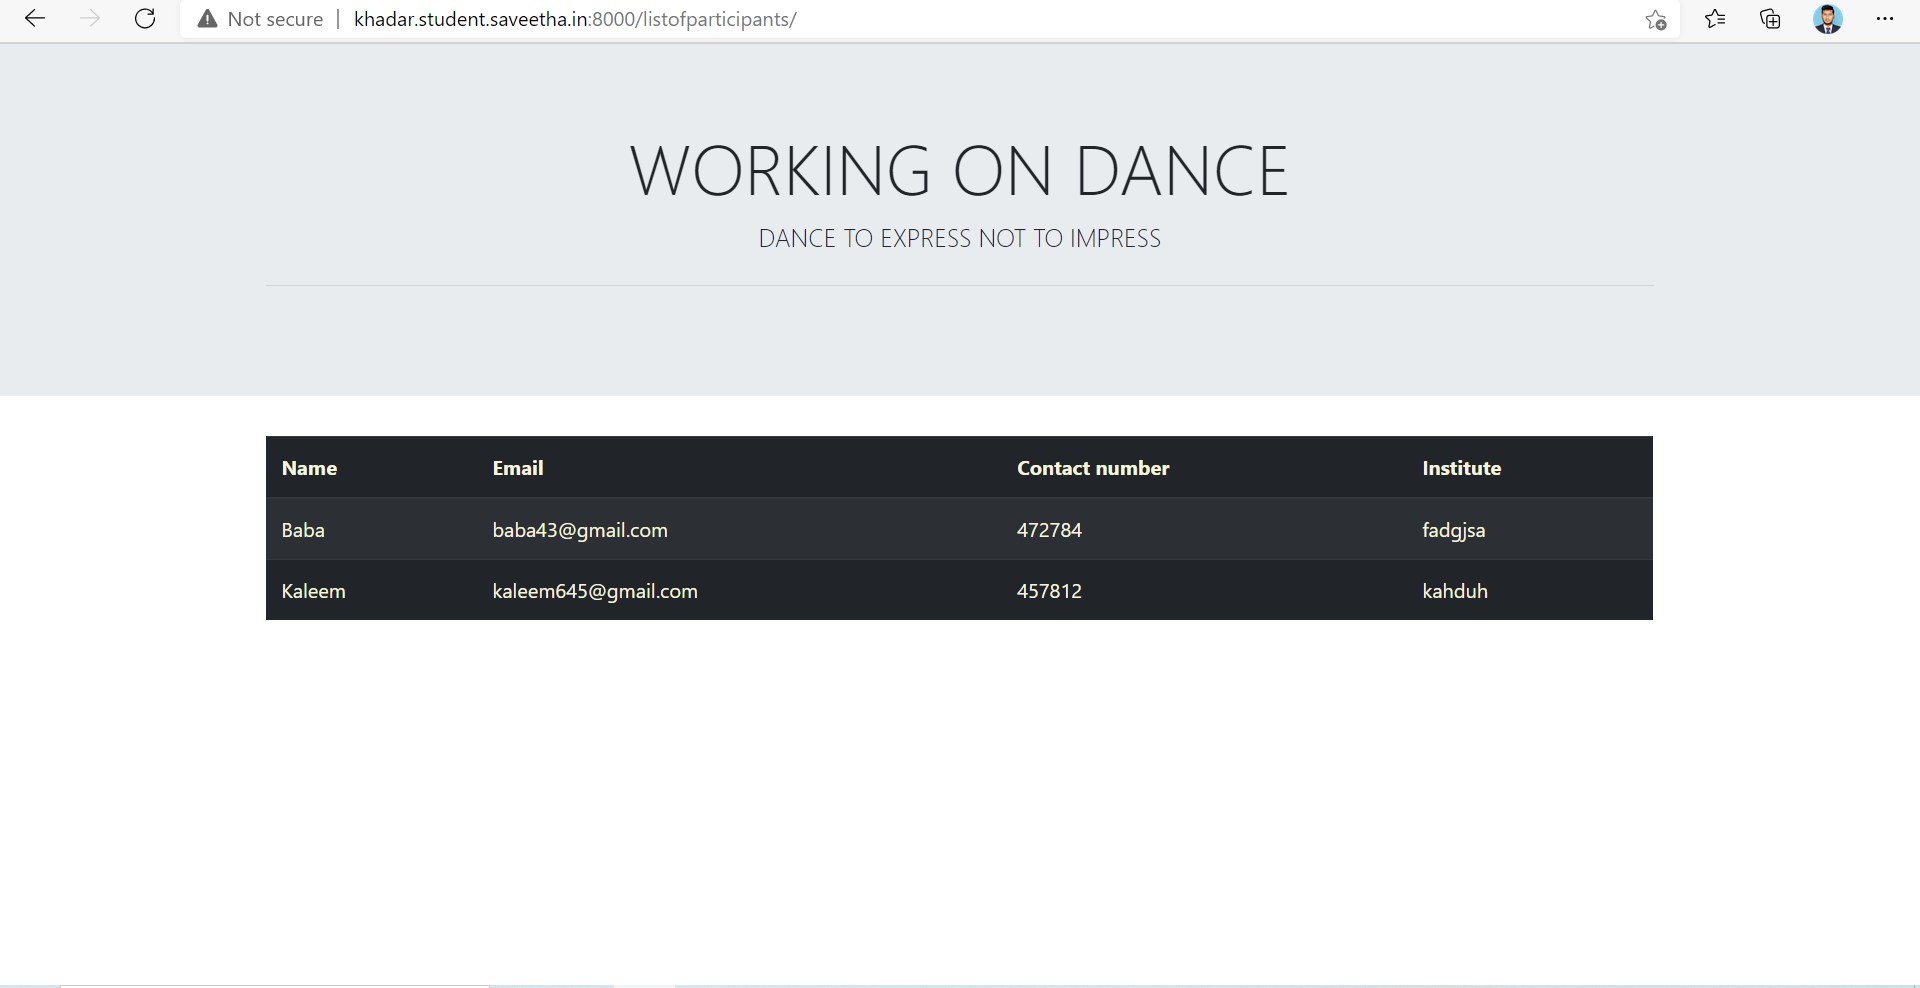 Not secure | khadar.student.saveetha.in:8000/listofparticipants/
WORKING ON DANCE
DANCE TO EXPRESS NOT TO IMPRESS
Name Email Contact number Institute
Baba baba43@gmail.com 472784 fadgjsa
Kaleem kaleem645@gmail.com 457812 kahduh